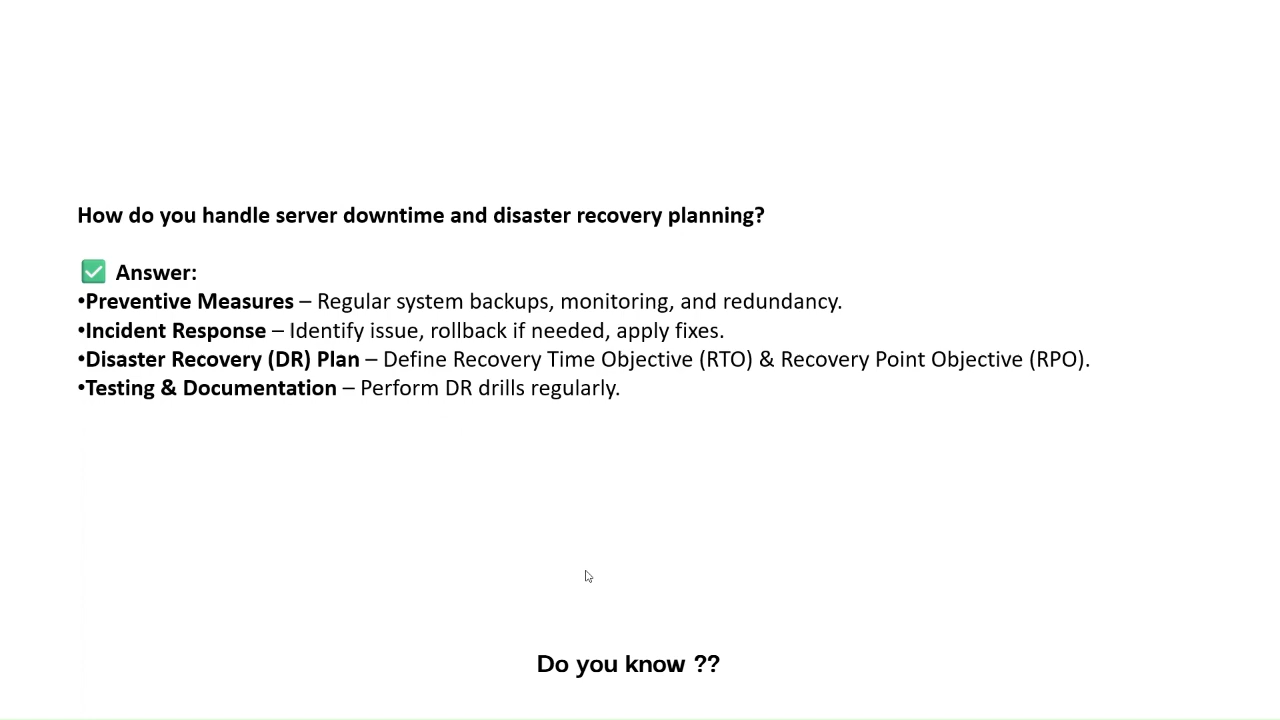 How do you handle server downtime and disaster recovery planning?
✅ Answer:
•Preventive Measures – Regular system backups, monitoring, and redundancy.
•Incident Response – Identify issue, rollback if needed, apply fixes.
•Disaster Recovery (DR) Plan – Define Recovery Time Objective (RTO) & Recovery Point Objective (RPO).
•Testing & Documentation – Perform DR drills regularly.
Do you know ??